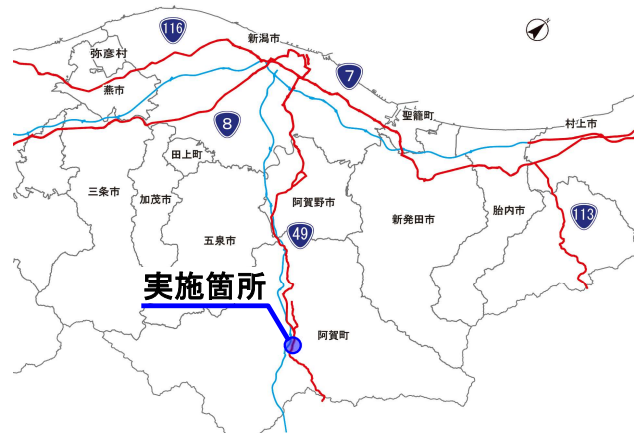 116
新潟市
弥彦村
7
燕市
8
聖籠町
村上市
田上町
三条市
加茂市
阿賀野市
新発田市
胎内市
113
五泉市
49
実施箇所
阿賀町